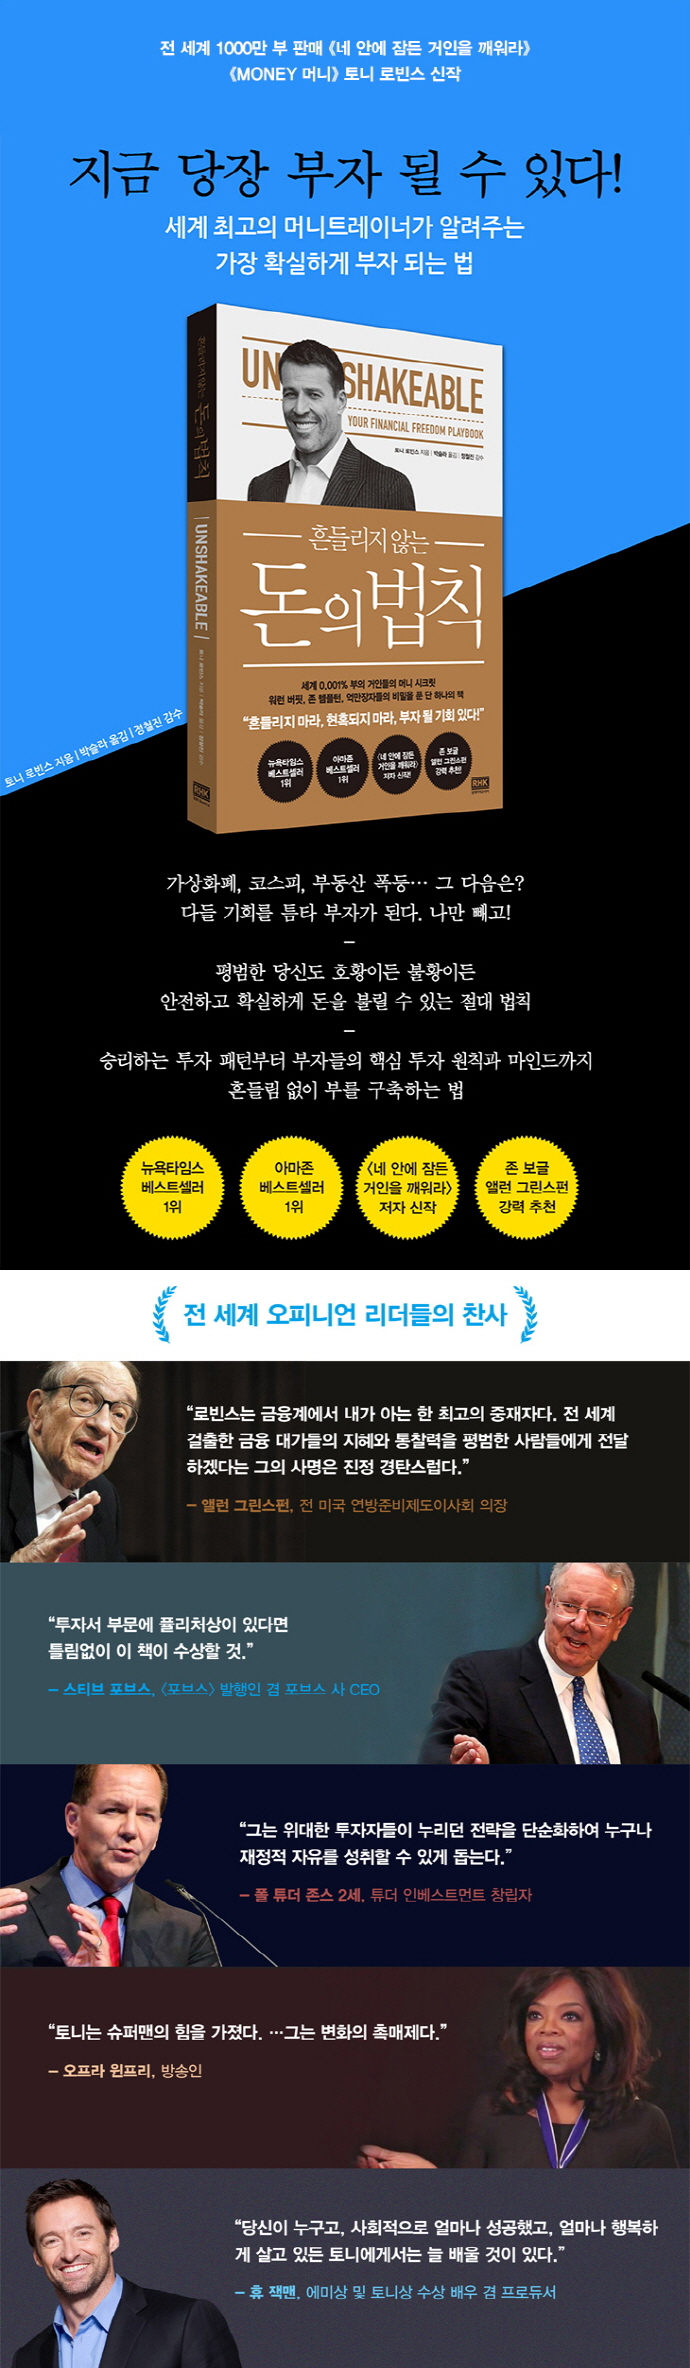 전 세계 1000만 부 판매 《네 안에 잠든 거인을 깨워라》
《MONEY 머니》 토니 로빈스 신작
지금 당장 부자 될 수 있다!
세계 최고의 머니트레이너가 알려주는
가장 확실하게 부자 되는 법
흔들리지 않는 돈의 법칙
| UNSHAKEABLE |
토니 로빈스 지음 | 박슬라 옮김 | 정철진 감수
UNSHAKEABLE
YOUR FINANCIAL FREEDOM PLAYBOOK
토니 로빈스 지음 | 박슬라 옮김 | 정철진 감수
흔들리지 않는
돈의 법칙
세계 0.001% 부의 거인들의 머니 시크릿
워런 버핏, 존 템플턴, 억만장자들의 비밀을 푼 단 하나의 책
“흔들리지 마라, 현혹되지 마라, 부자 될 기회 있다!”
뉴욕타임스
베스트셀러
1위
아마존
베스트셀러
1위
〈네 안에 잠든
거인을 깨워라〉
저자 신작!
존 보글
앨런 그린스펀
강력 추천!
RHK
토니 로빈스 지음 | 박슬라 옮김 | 정철진 감수
가상화폐, 코스피, 부동산 폭등… 그 다음은?
다들 기회를 틈타 부자가 된다. 나만 빼고!
–
평범한 당신도 호황이든 불황이든
안전하고 확실하게 돈을 불릴 수 있는 절대 법칙
–
승리하는 투자 패턴부터 부자들의 핵심 투자 원칙과 마인드까지
흔들림 없이 부를 구축하는 법
뉴욕타임스
베스트셀러
1위
아마존
베스트셀러
1위
〈네 안에 잠든
거인을 깨워라〉
저자 신작
존 보글
앨런 그린스펀
강력 추천
전 세계 오피니언 리더들의 찬사
“로빈스는 금융계에서 내가 아는 한 최고의 중재자다. 전 세계
걸출한 금융 대가들의 지혜와 통찰력을 평범한 사람들에게 전달
하겠다는 그의 사명은 진정 경탄스럽다.”
– 앨런 그린스펀, 전 미국 연방준비제도이사회 의장
“투자서 부문에 퓰리처상이 있다면
틀림없이 이 책이 수상할 것.”
– 스티브 포브스, 〈포브스〉 발행인 겸 포브스 사 CEO
“그는 위대한 투자자들이 누리던 전략을 단순화하여 누구나
재정적 자유를 성취할 수 있게 돕는다.”
– 폴 튜더 존스 2세, 튜더 인베스트먼트 창립자
“토니는 슈퍼맨의 힘을 가졌다. …그는 변화의 촉매제다.”
– 오프라 윈프리, 방송인
“당신이 누구고, 사회적으로 얼마나 성공했고, 얼마나 행복하
게 살고 있든 토니에게서는 늘 배울 것이 있다.”
– 휴 잭맨, 에미상 및 토니상 수상 배우 겸 프로듀서